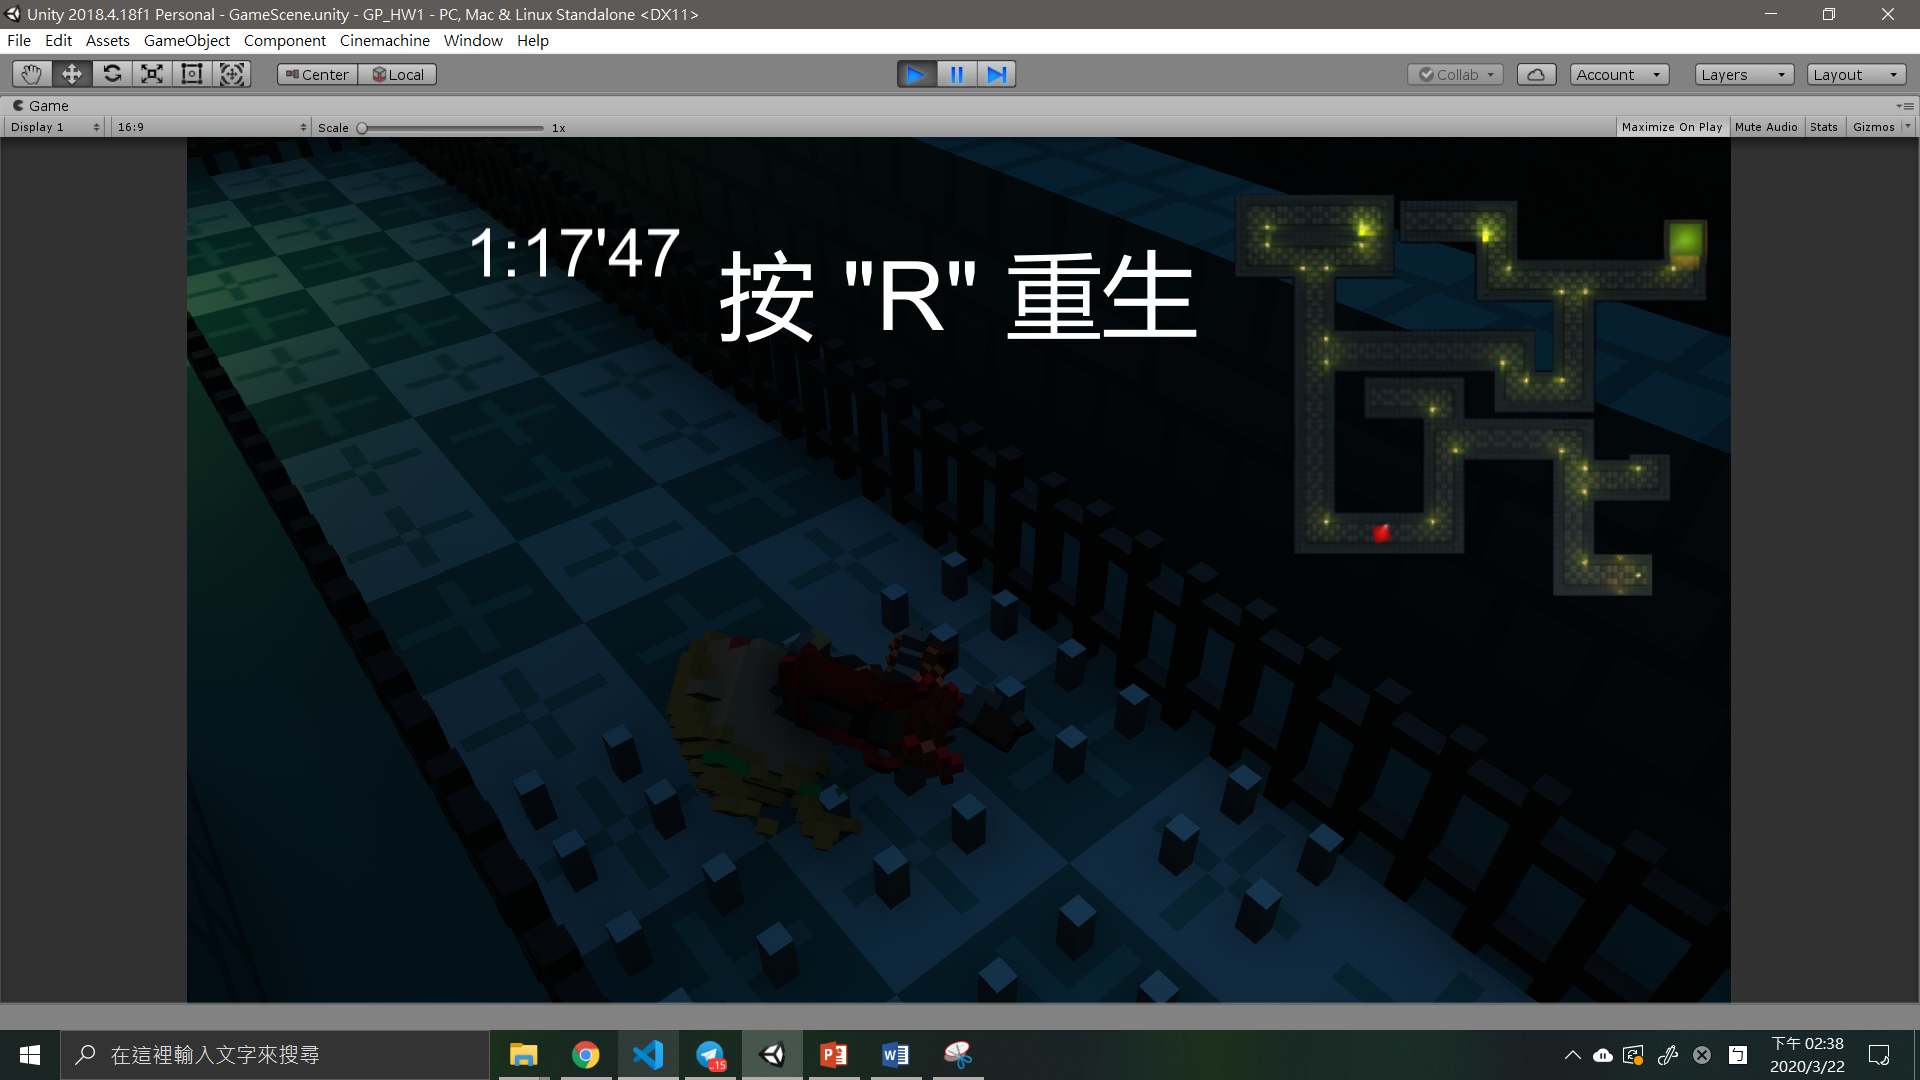 Unity 2018.4.18f1 Personal - GameScene.unity - GP_HW1 - PC, Mac & Linux Standalone <DX11>
File Edit Assets GameObject Component Cinemachine Window Help
Center Local Collab Account Layers Layout
Game
Display 1 16:9 Scale 1x Maximize On Play Mute Audio Stats Gizmos
1:17'47
按 "R" 重生
在這裡輸入文字來搜尋
..15
下午 02:38
2020/3/22